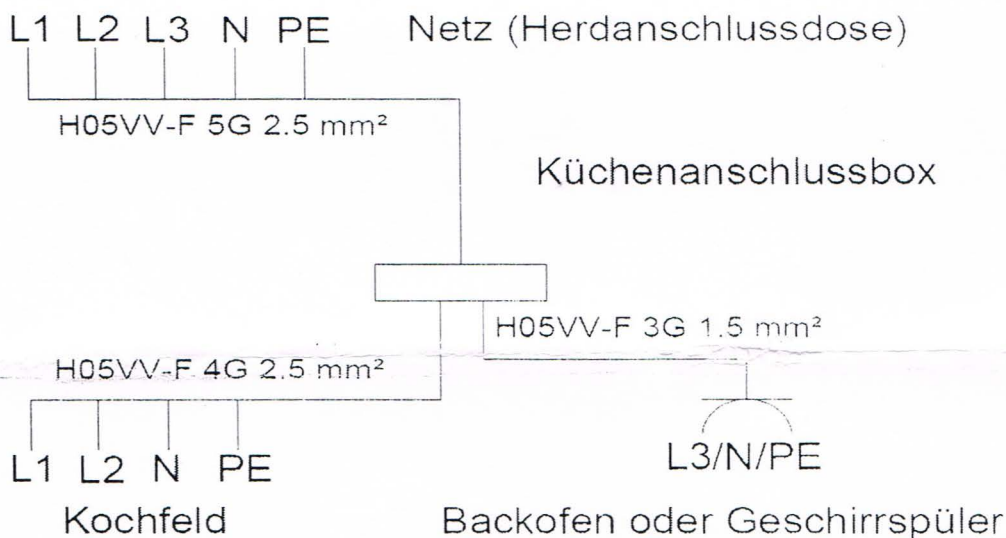 L1 L2 L3 N PE Netz (Herdanschlussdose)
H05VV-F 5G 2.5 mm²
Küchenanschlussbox
H05VV-F 3G 1.5 mm²
H05VV-F 4G 2.5 mm²
L1 L2 N PE
L3/N/PE
Kochfeld
Backofen oder Geschirrspüler